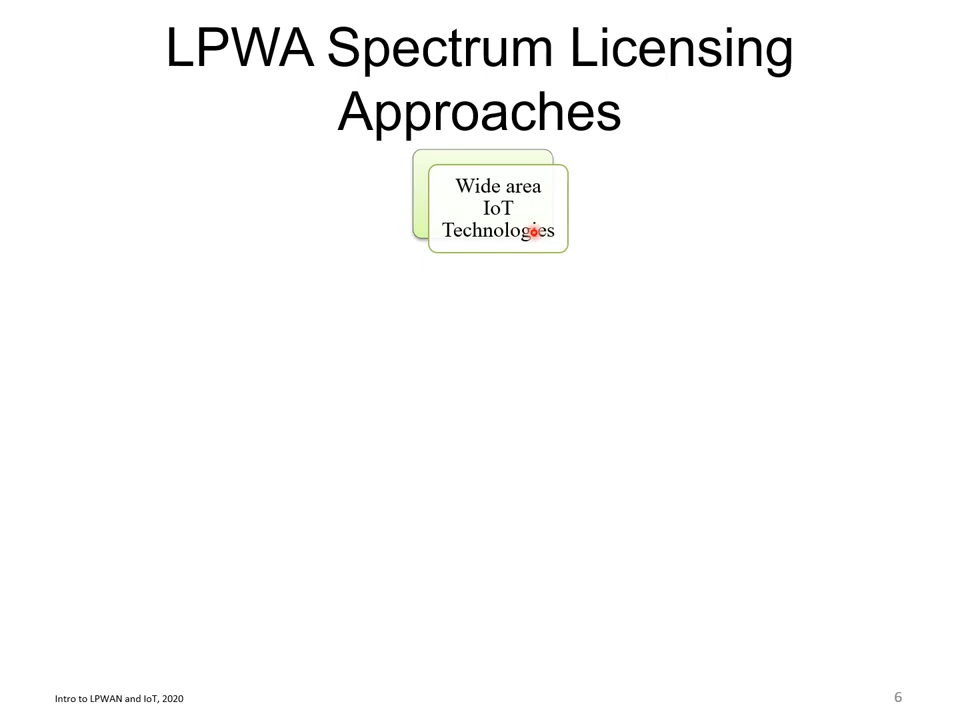 LPWA Spectrum Licensing
Approaches
Wide area
IoT
Technologies
Intro to LPWAN and IoT, 2020
6